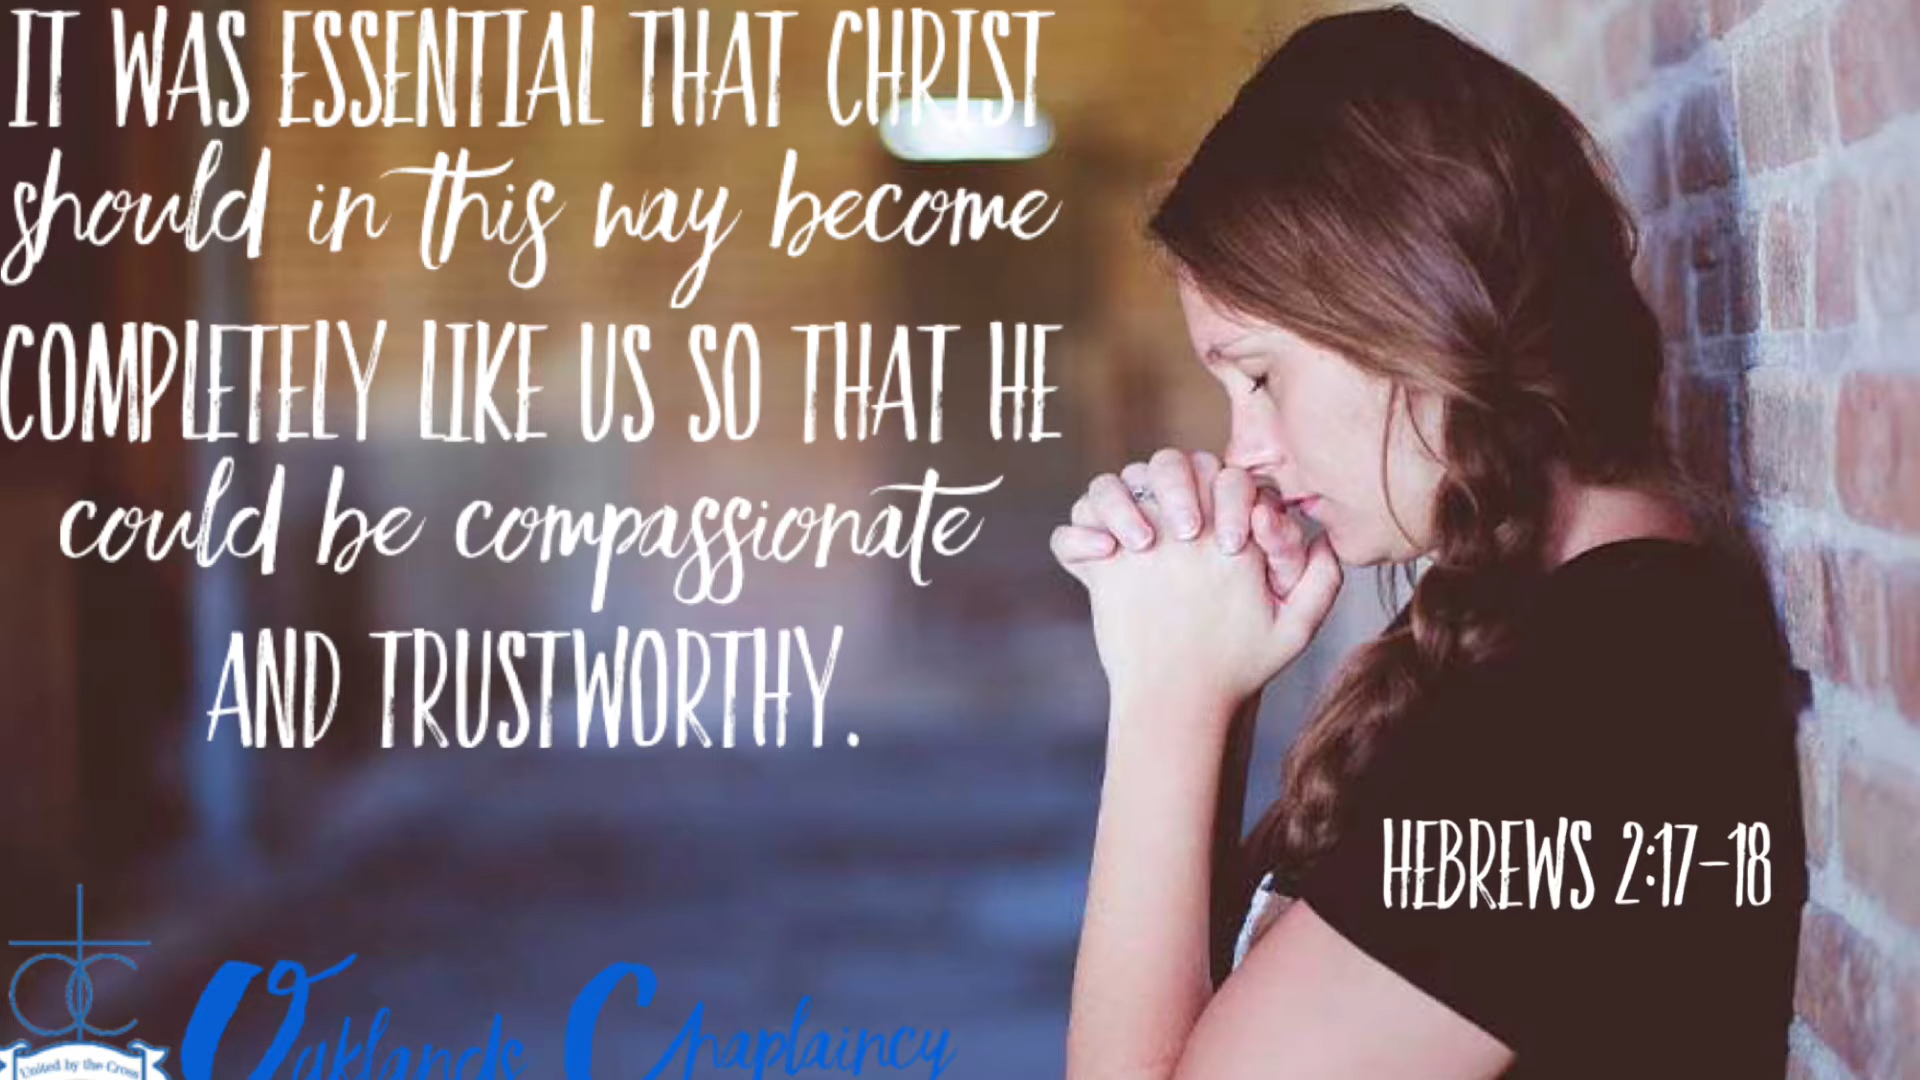 IT WAS ESSENTIAL THAT CHRIST
should in this way become
COMPLETELY LIKE US SO THAT HE
could be compassionate
AND TRUSTWORTHY.
HEBREWS 2:17-18
Oaklands Chaplaincy
United by the Cross